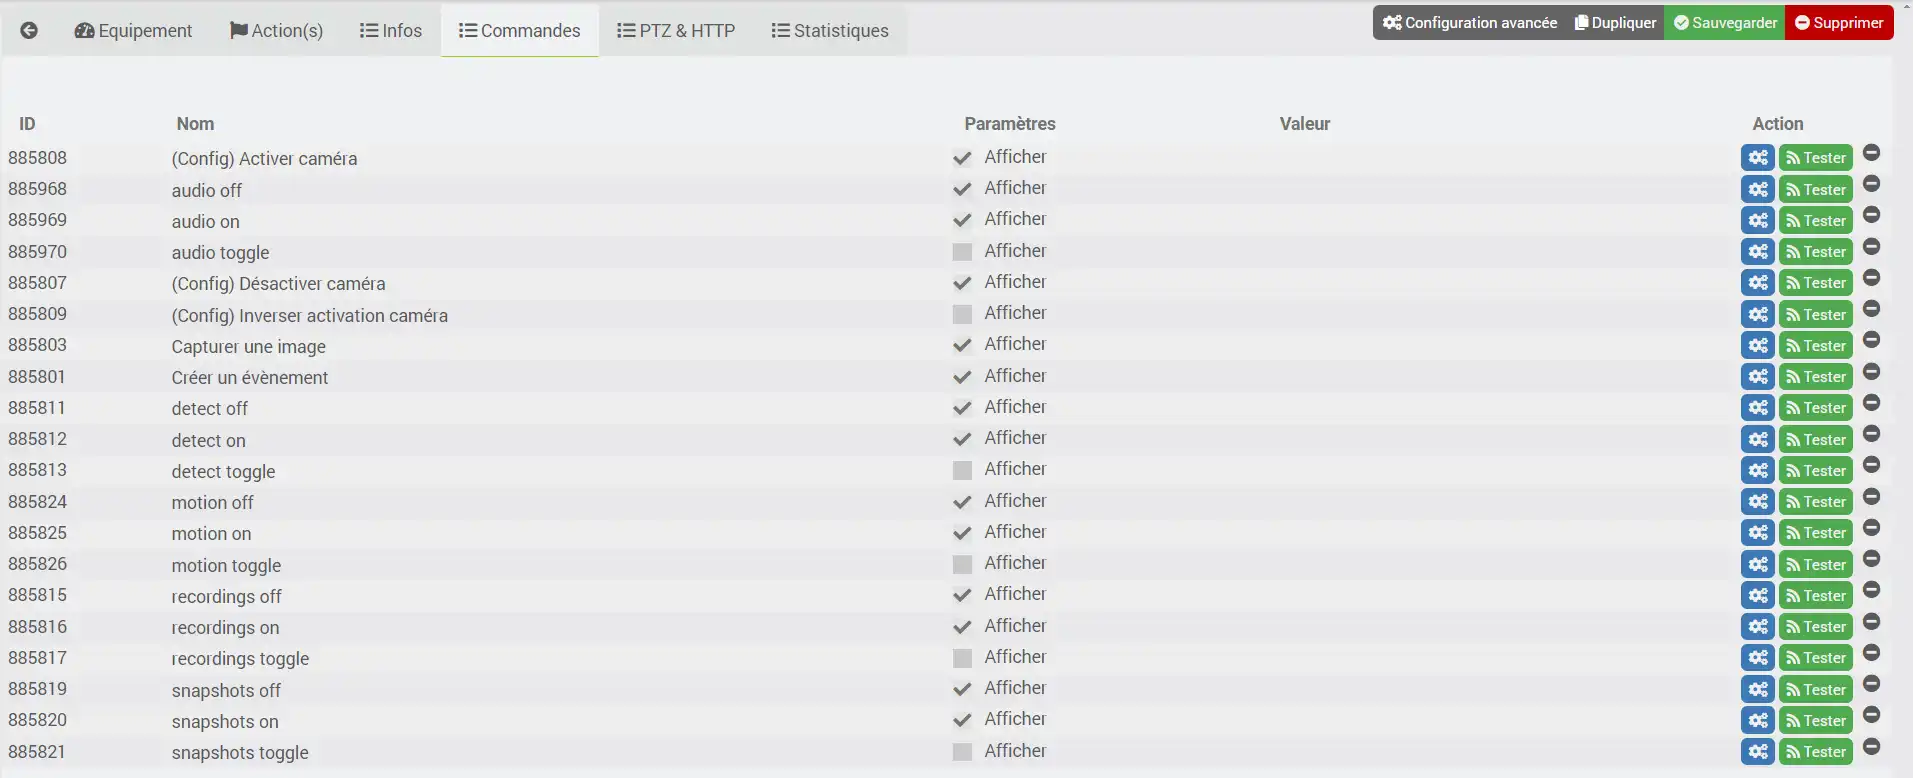 Equipement Action(s) Infos Commandes PTZ & HTTP Statistiques Configuration avancée Dupliquer Sauvegarder Supprimer
ID Nom Paramètres Valeur Action
885808 (Config) Activer caméra Afficher Tester
885968 audio off Afficher Tester
885969 audio on Afficher Tester
885970 audio toggle Afficher Tester
885807 (Config) Désactiver caméra Afficher Tester
885809 (Config) Inverser activation caméra Afficher Tester
885803 Capturer une image Afficher Tester
885801 Créer un évènement Afficher Tester
885811 detect off Afficher Tester
885812 detect on Afficher Tester
885813 detect toggle Afficher Tester
885824 motion off Afficher Tester
885825 motion on Afficher Tester
885826 motion toggle Afficher Tester
885815 recordings off Afficher Tester
885816 recordings on Afficher Tester
885817 recordings toggle Afficher Tester
885819 snapshots off Afficher Tester
885820 snapshots on Afficher Tester
885821 snapshots toggle Afficher Tester